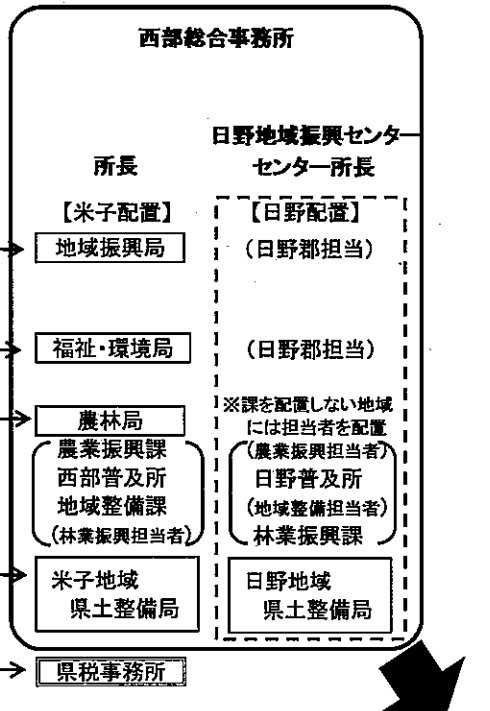 西部総合事務所
日野地域振興センター
所長
センター所長
【米子配置】
【日野配置】
地域振興局
（日野郡担当）
福祉・環境局
（日野郡担当）
農林局
※課を配置しない地域
には担当者を配置
農業振興課
西部普及所
地域整備課
(林業振興担当者)
(農業振興担当者)
日野普及所
(地域整備担当者)
林業振興課
米子地域
県土整備局
日野地域
県土整備局
県税事務所